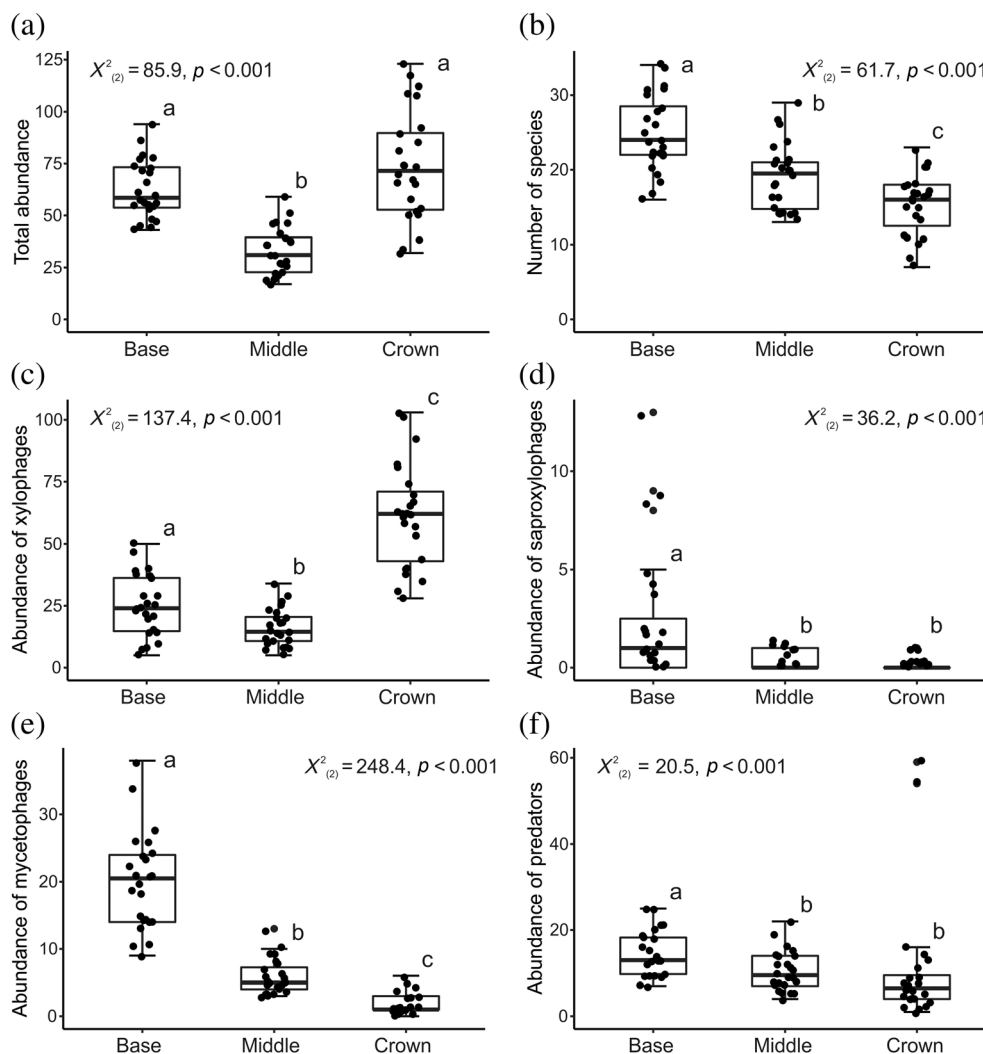 (a)
Total abundance
125
100
75
50
25
0
X²(2) = 85.9, p < 0.001
a
b
a
Base Middle Crown
(b)
Number of species
30
20
10
0
X²(2) = 61.7, p < 0.001
a
b
c
Base Middle Crown
(c)
Abundance of xylophages
100
75
50
25
0
X²(2) = 137.4, p < 0.001
a
b
c
Base Middle Crown
(d)
Abundance of saproxylophages
10
5
0
X²(2) = 36.2, p < 0.001
a
b
b
Base Middle Crown
(e)
Abundance of mycetophages
30
20
10
0
X²(2) = 248.4, p < 0.001
a
b
c
Base Middle Crown
(f)
Abundance of predators
60
40
20
0
X²(2) = 20.5, p < 0.001
a
b
b
Base Middle Crown